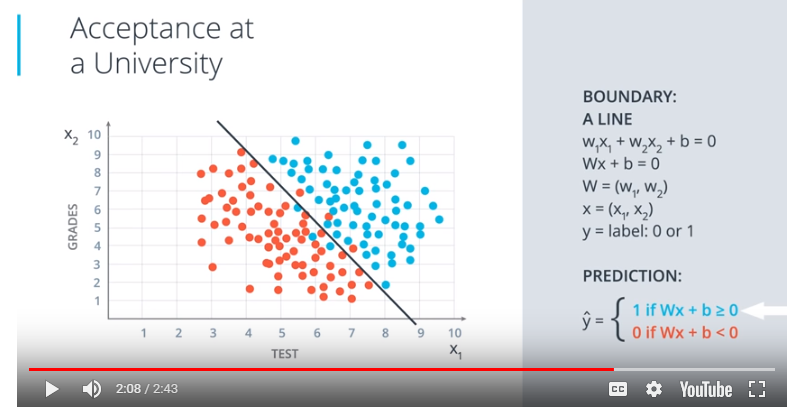 Acceptance at
a University
X₂ 10
9
8
7
6
5
4
3
2
1
GRADES
1 2 3 4 5 6 7 8 9 10
TEST
X₁
BOUNDARY:
A LINE
w₁x₁ + w₂x₂ + b = 0
Wx + b = 0
W = (w₁, w₂)
x = (x₁, x₂)
y = label: 0 or 1
PREDICTION:
ŷ = { 1 if Wx + b ≥ 0
0 if Wx + b < 0
2:08 / 2:43
CC
YouTube